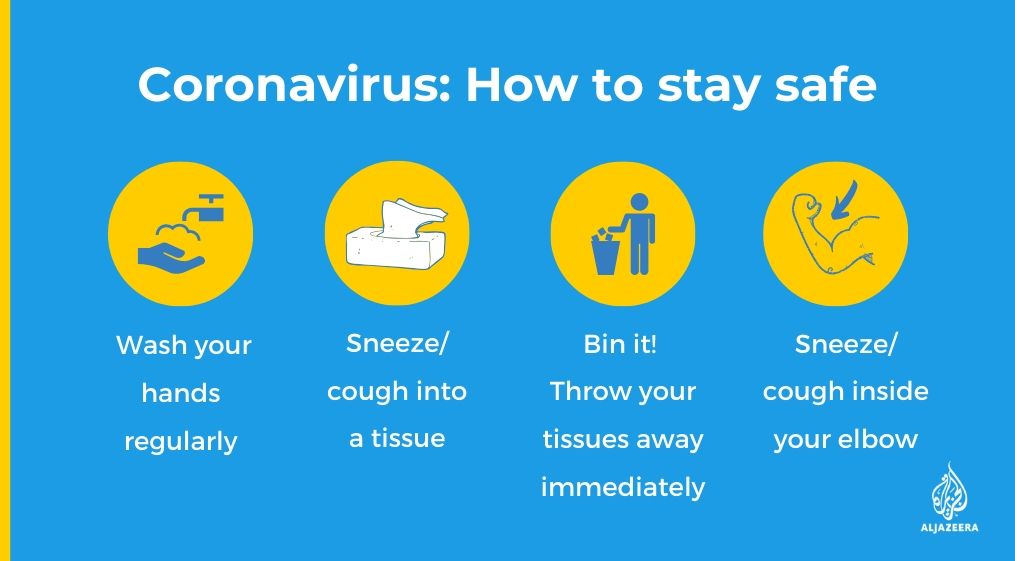 Coronavirus: How to stay safe
Wash your
hands
regularly
Sneeze/
cough into
a tissue
Bin it!
Throw your
tissues away
immediately
Sneeze/
cough inside
your elbow
ALJAZEERA